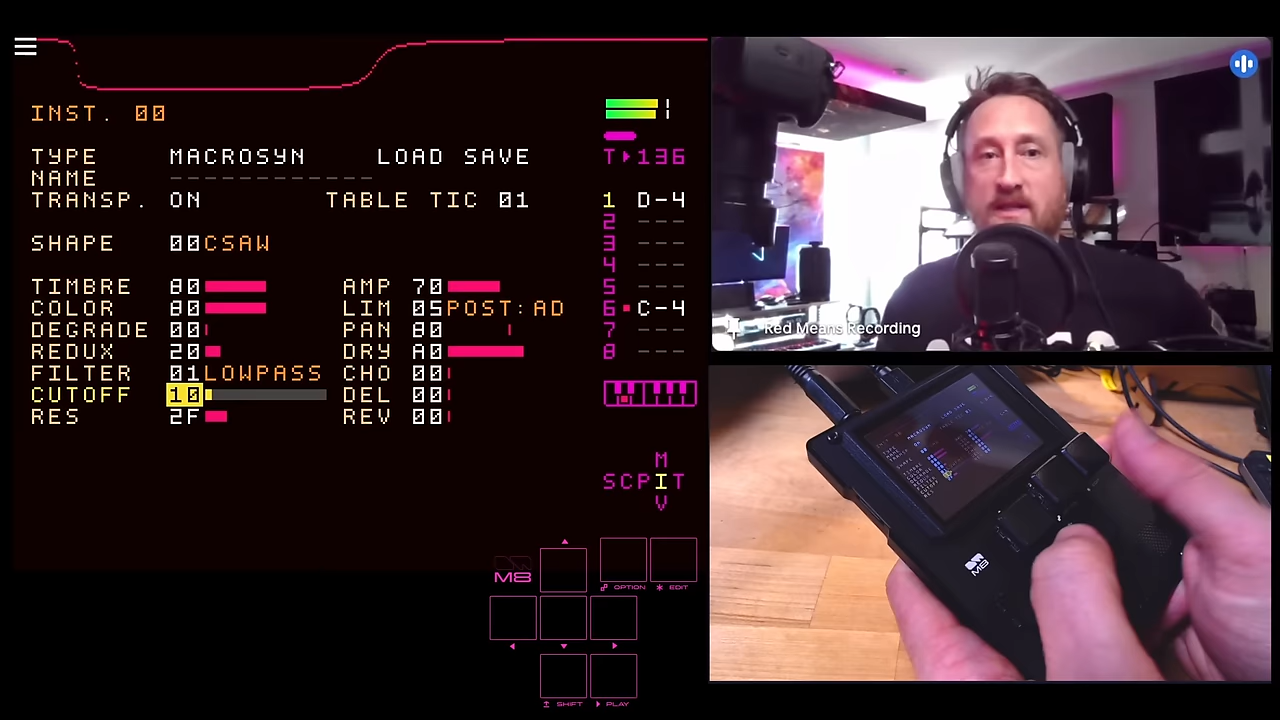 INST. 00
TYPE MACROSYN LOAD SAVE
NAME ------------
TRANSP. ON TABLE TIC 01
SHAPE 00CSAW
TIMBRE 80 AMP 70
COLOR 80 LIM 05POST:AD
DEGRADE 00 PAN 80
REDUX 20 DRY A0
FILTER 01LOWPASS CHO 00
CUTOFF 10 DEL 00
RES 2F REV 00
T▸136
1 D-4
2 ---
3 ---
4 ---
5 ---
6 C-4
7 ---
8 ---
M
SCPIT
V
M8
OPTION EDIT
SHIFT PLAY
Red Means Recording
M8